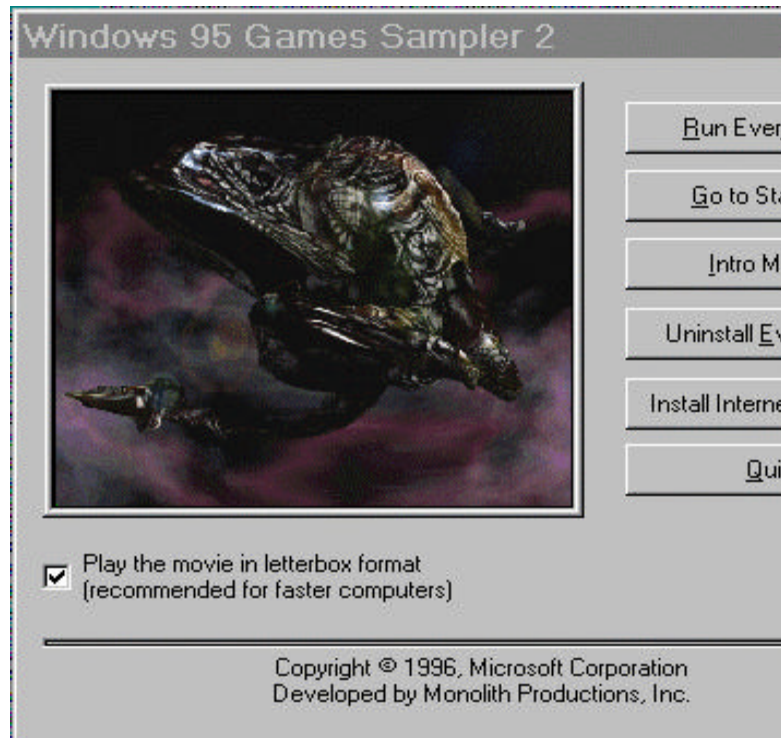 Windows 95 Games Sampler 2
Run Ever
Go to Sta
Intro M
Uninstall Ev
Install Interne
Qui
Play the movie in letterbox format
(recommended for faster computers)
Copyright © 1996, Microsoft Corporation
Developed by Monolith Productions, Inc.